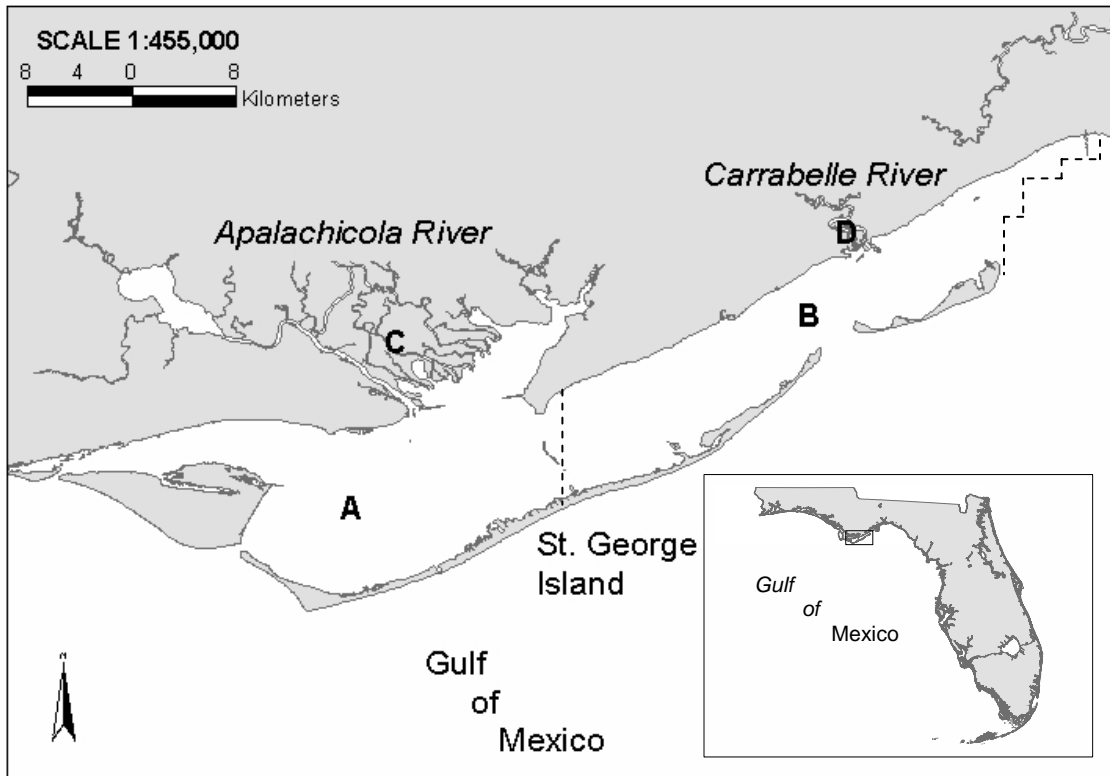 SCALE 1:455,000
8 4 0 8
Kilometers
Carrabelle River
Apalachicola River
D
B
C
A
St. George
Island
Gulf
of
Mexico
Gulf
of
Mexico
N